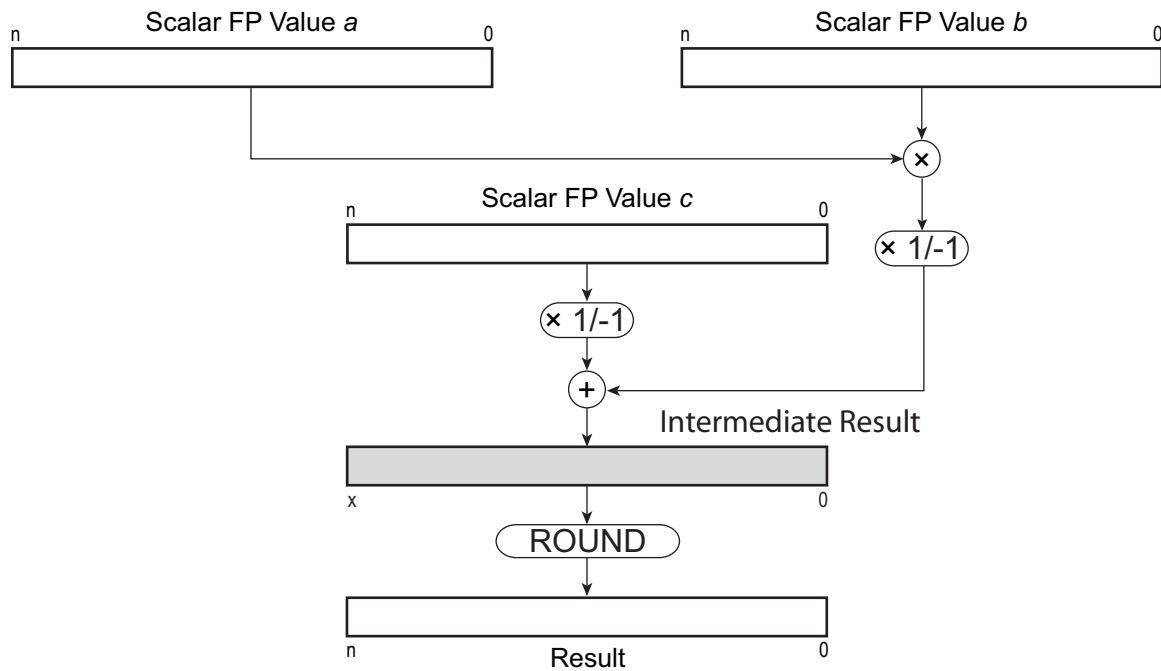 Scalar FP Value a
n 0
Scalar FP Value b
n 0
×
Scalar FP Value c
n 0
× 1/-1
× 1/-1
+
Intermediate Result
x 0
ROUND
n 0
Result